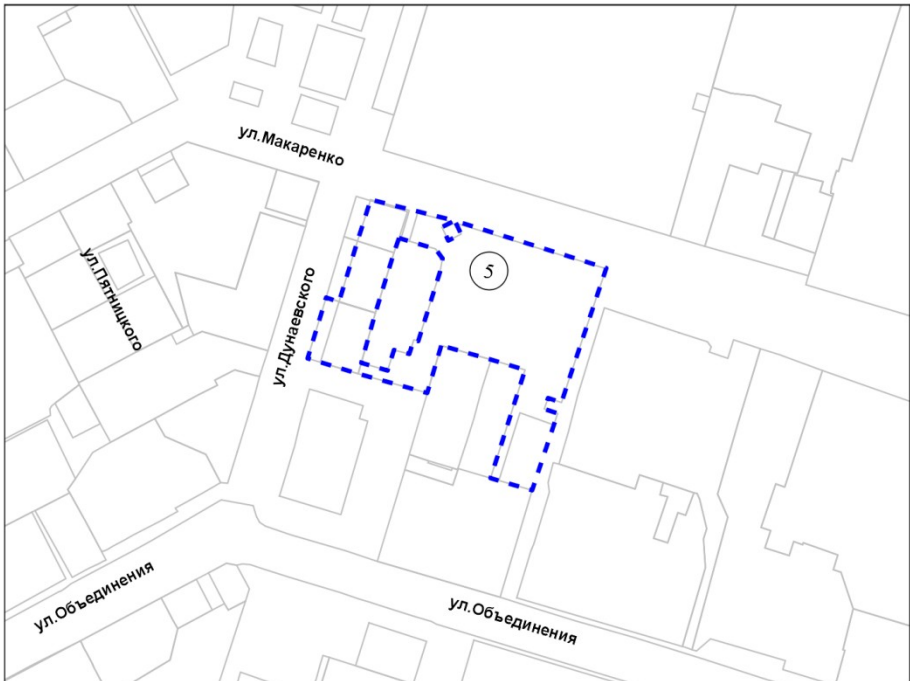 ул.Макаренко
ул.Пятницкого
ул.Дунаевского
5
ул.Объединения
ул.Объединения